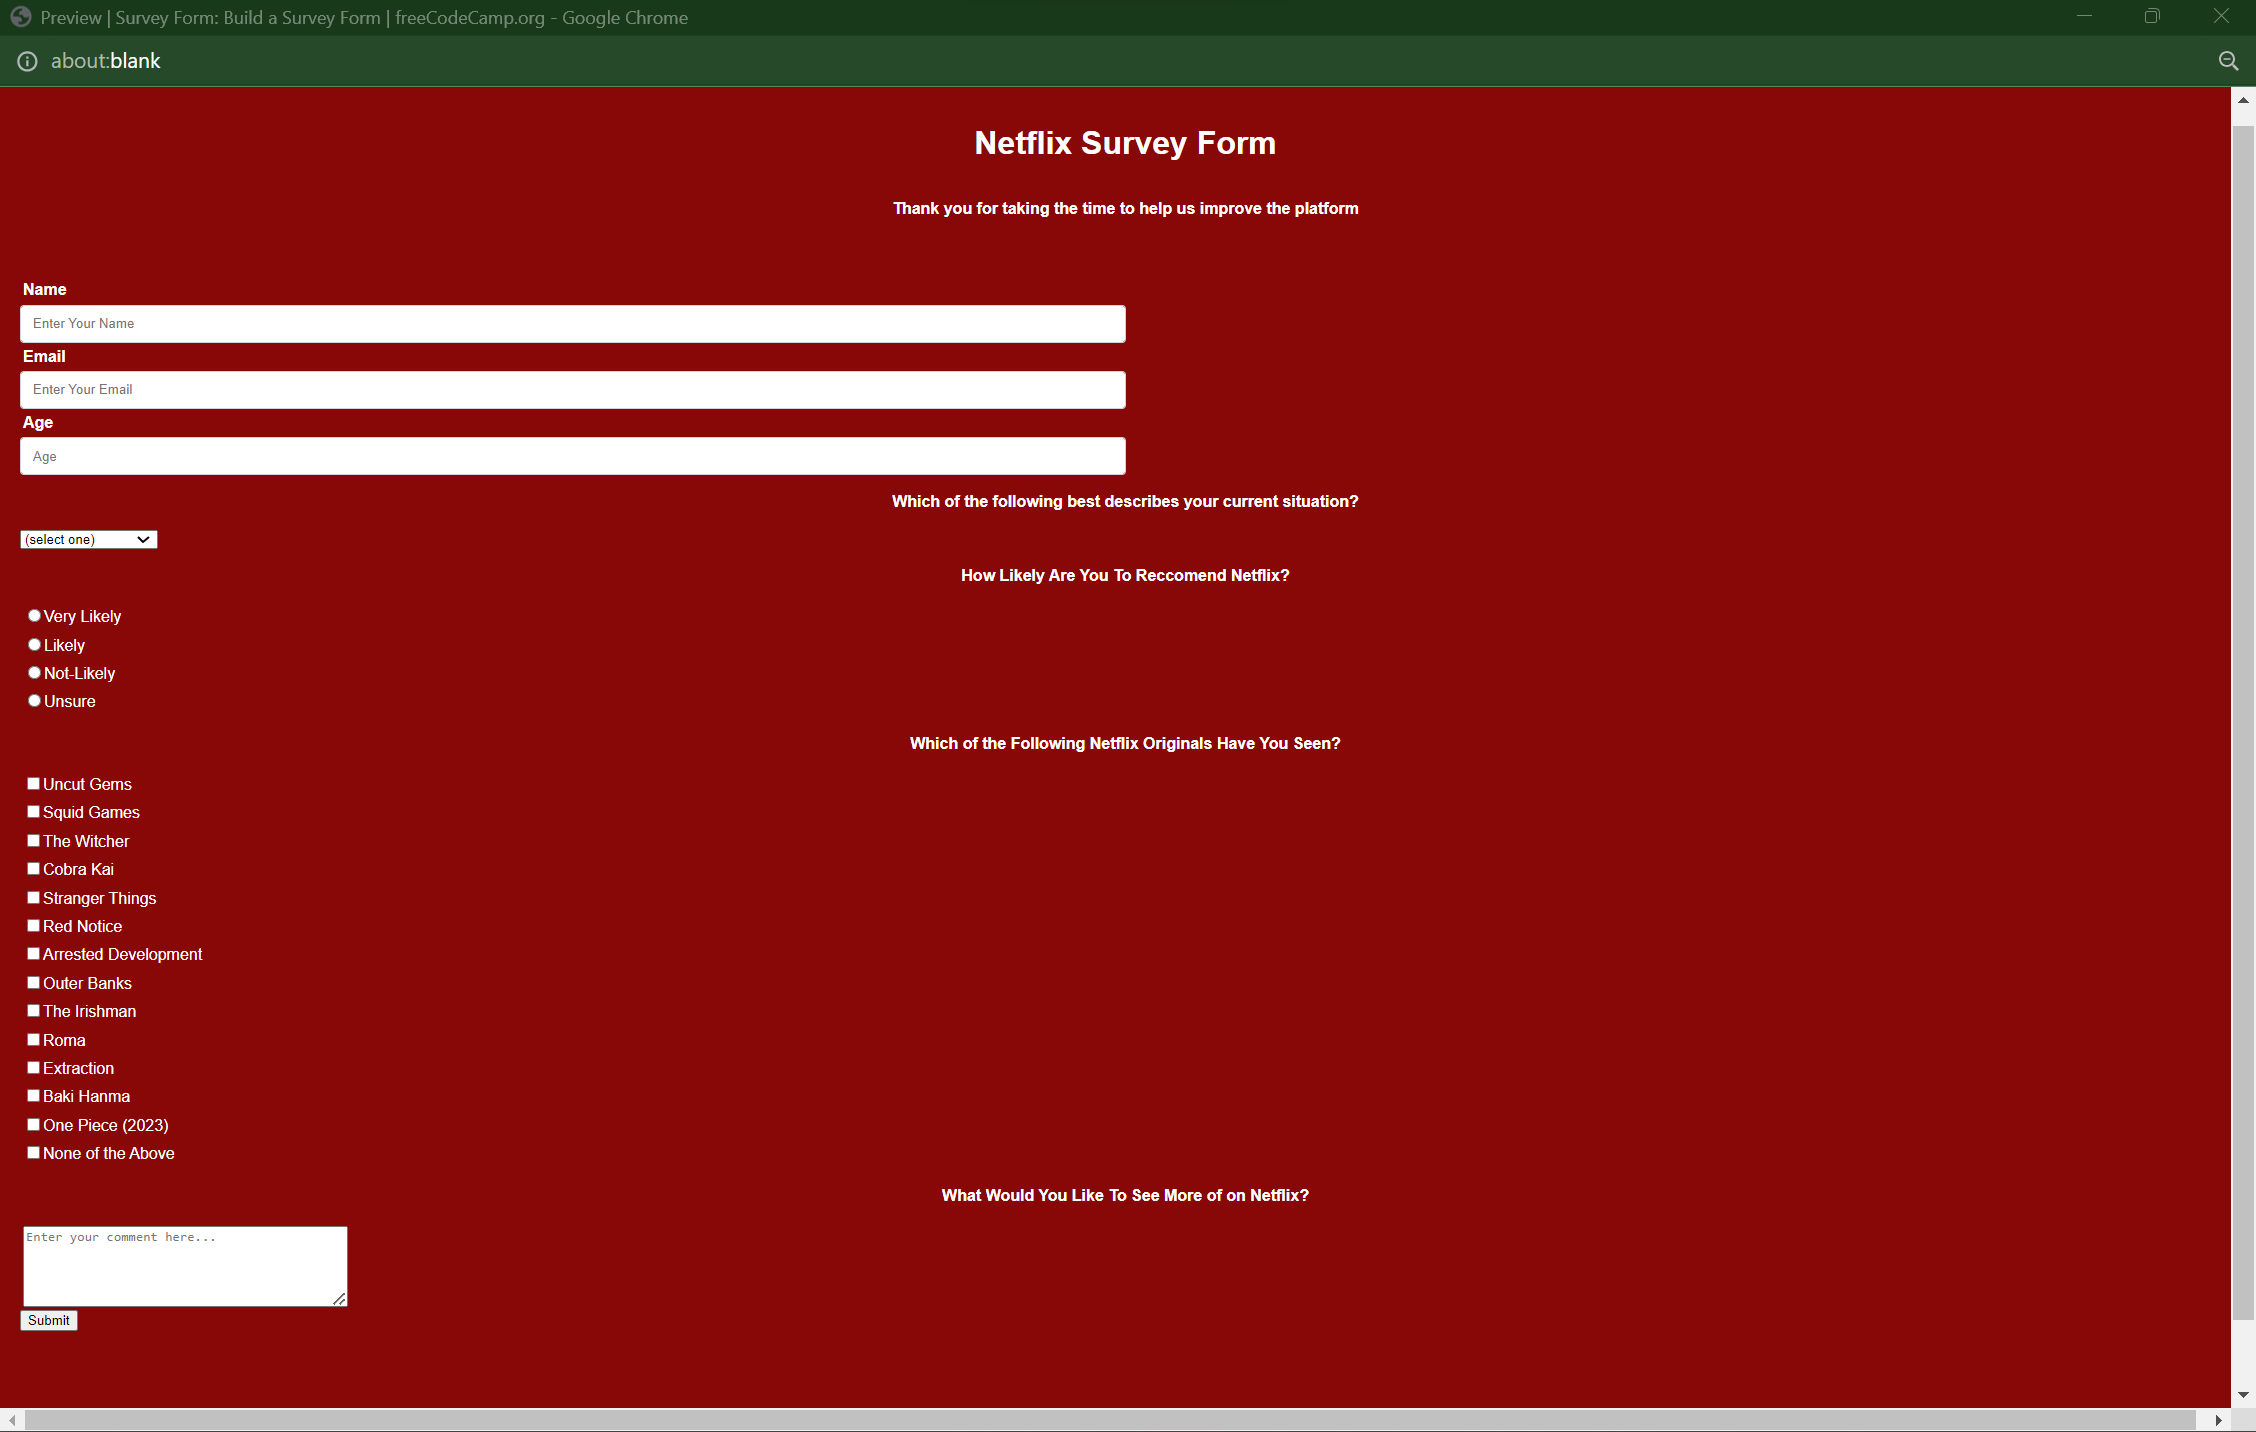 Preview | Survey Form: Build a Survey Form | freeCodeCamp.org - Google Chrome
about:blank
Netflix Survey Form
Thank you for taking the time to help us improve the platform
Name
Enter Your Name
Email
Enter Your Email
Age
Age
Which of the following best describes your current situation?
(select one)
How Likely Are You To Reccomend Netflix?
Very Likely
Likely
Not-Likely
Unsure
Which of the Following Netflix Originals Have You Seen?
Uncut Gems
Squid Games
The Witcher
Cobra Kai
Stranger Things
Red Notice
Arrested Development
Outer Banks
The Irishman
Roma
Extraction
Baki Hanma
One Piece (2023)
None of the Above
What Would You Like To See More of on Netflix?
Enter your comment here...
Submit